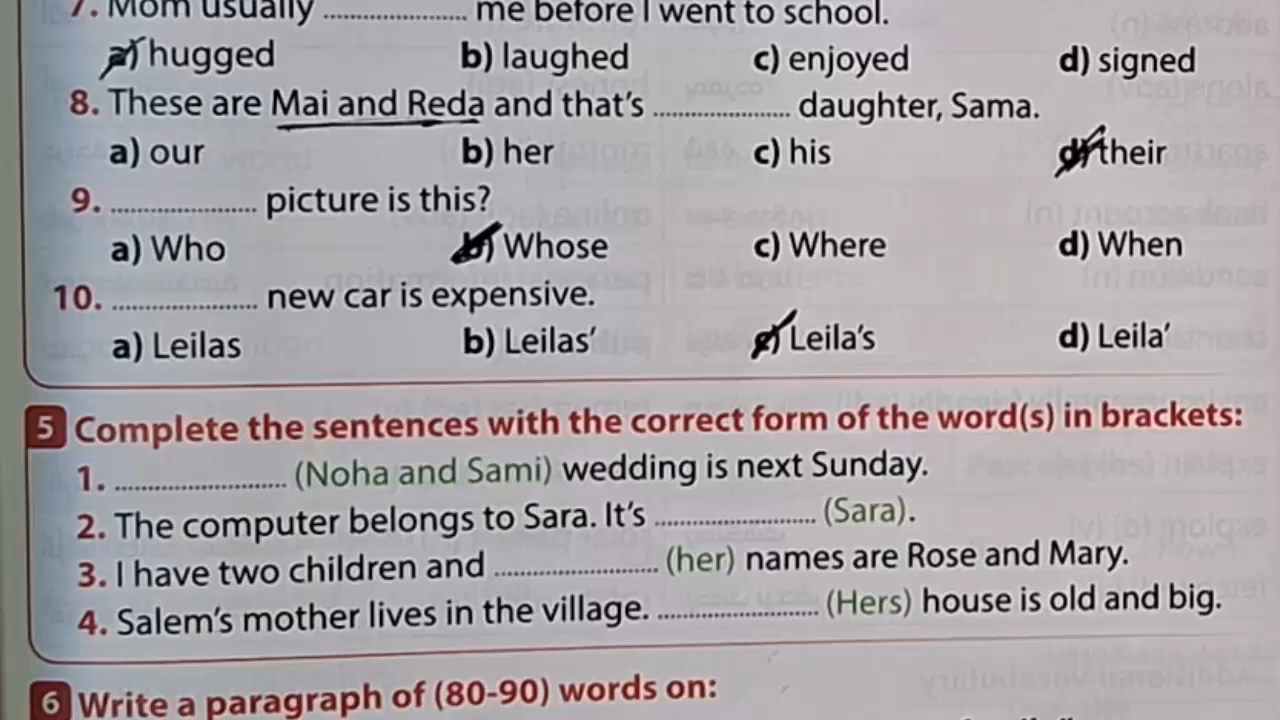 7. Mom usually .................. me before I went to school.
a) hugged b) laughed c) enjoyed d) signed
8. These are Mai and Reda and that's .................. daughter, Sama.
a) our b) her c) his d) their
9. .................. picture is this?
a) Who b) Whose c) Where d) When
10. .................. new car is expensive.
a) Leilas b) Leilas' c) Leila's d) Leila'
5 Complete the sentences with the correct form of the word(s) in brackets:
1. .................. (Noha and Sami) wedding is next Sunday.
2. The computer belongs to Sara. It's .................. (Sara).
3. I have two children and .................. (her) names are Rose and Mary.
4. Salem's mother lives in the village. .................. (Hers) house is old and big.
6 Write a paragraph of (80-90) words on: